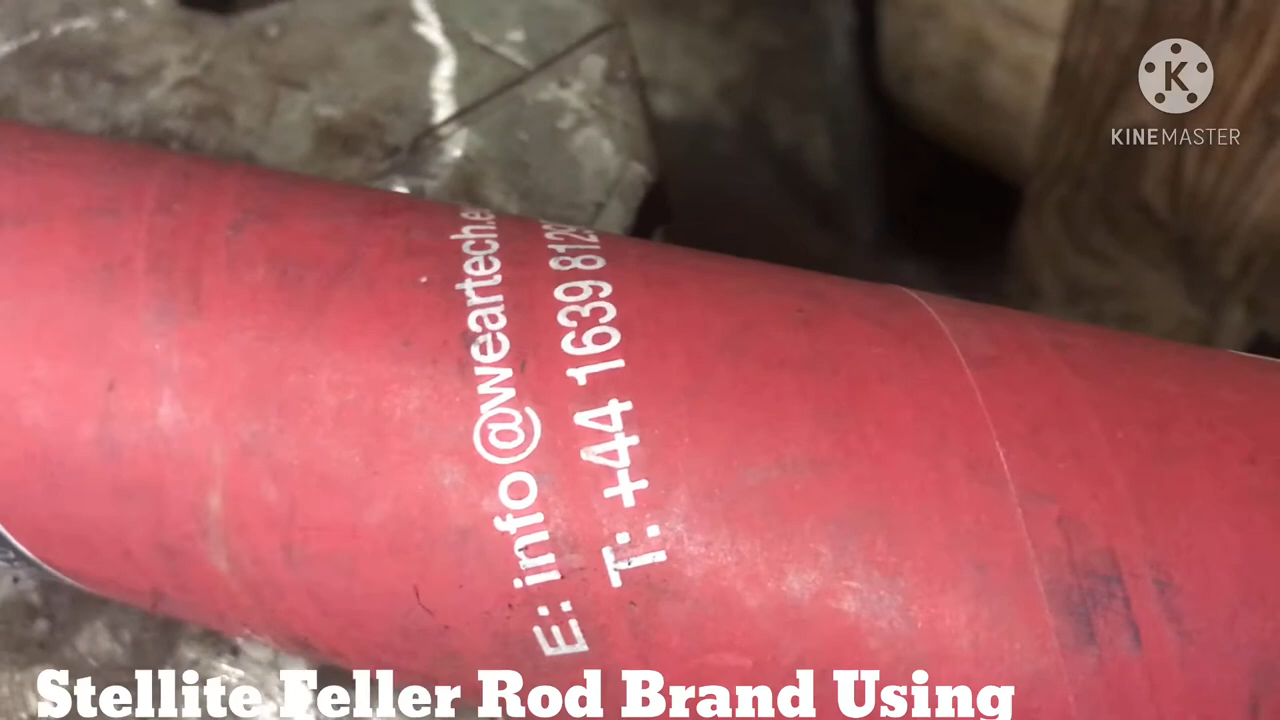 KINEMASTER
E: info@weartech.e
T: +44 1639 812
Stellite Feller Rod Brand Using